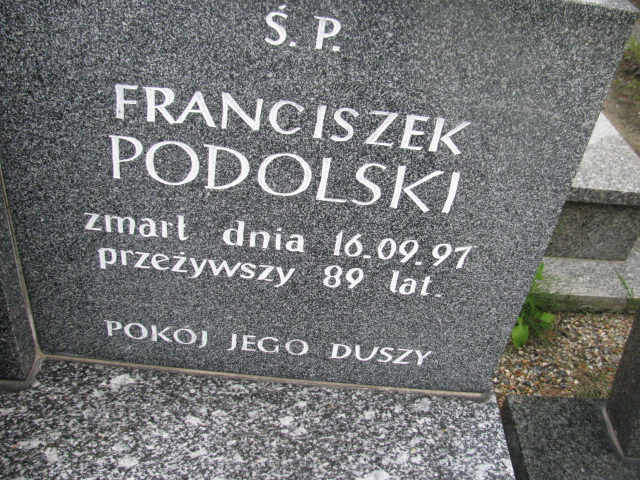 Ś. P.
FRANCISZEK
PODOLSKI
zmarł dnia 16.09.97
przeżywszy 89 lat.
POKÓJ JEGO DUSZY